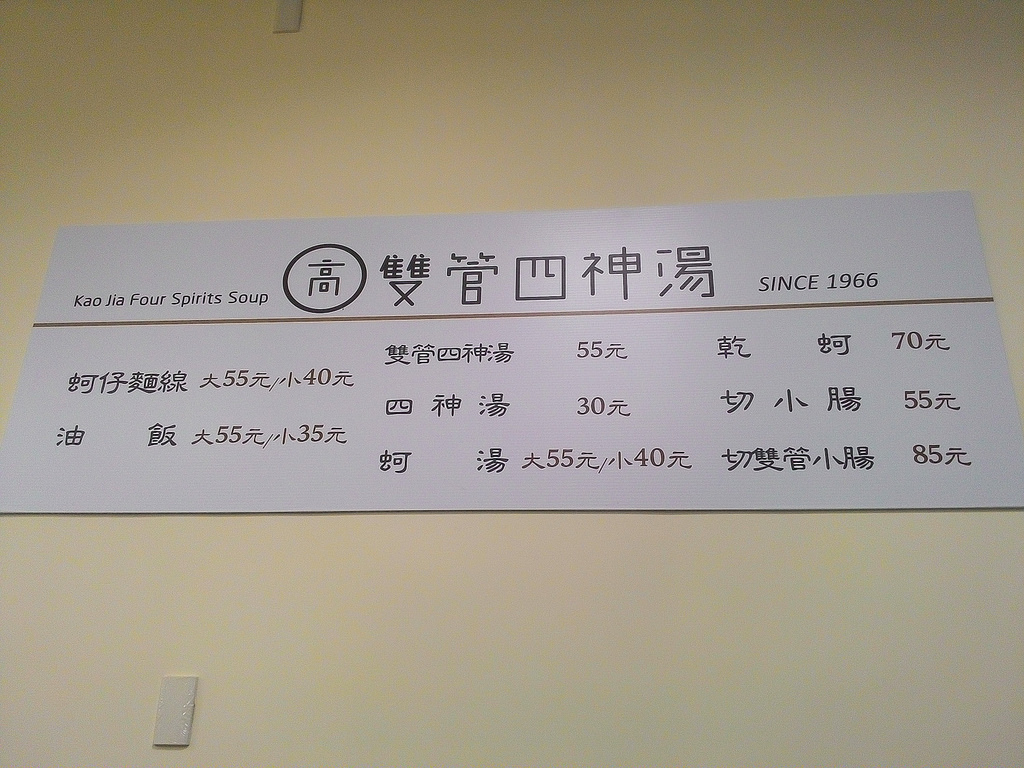 Kao Jia Four Spirits Soup 高 雙管四神湯 SINCE 1966
蚵仔麵線 大55元/小40元
油飯 大55元/小35元
雙管四神湯 55元
四神湯 30元
蚵湯 大55元/小40元
乾蚵 70元
切小腸 55元
切雙管小腸 85元